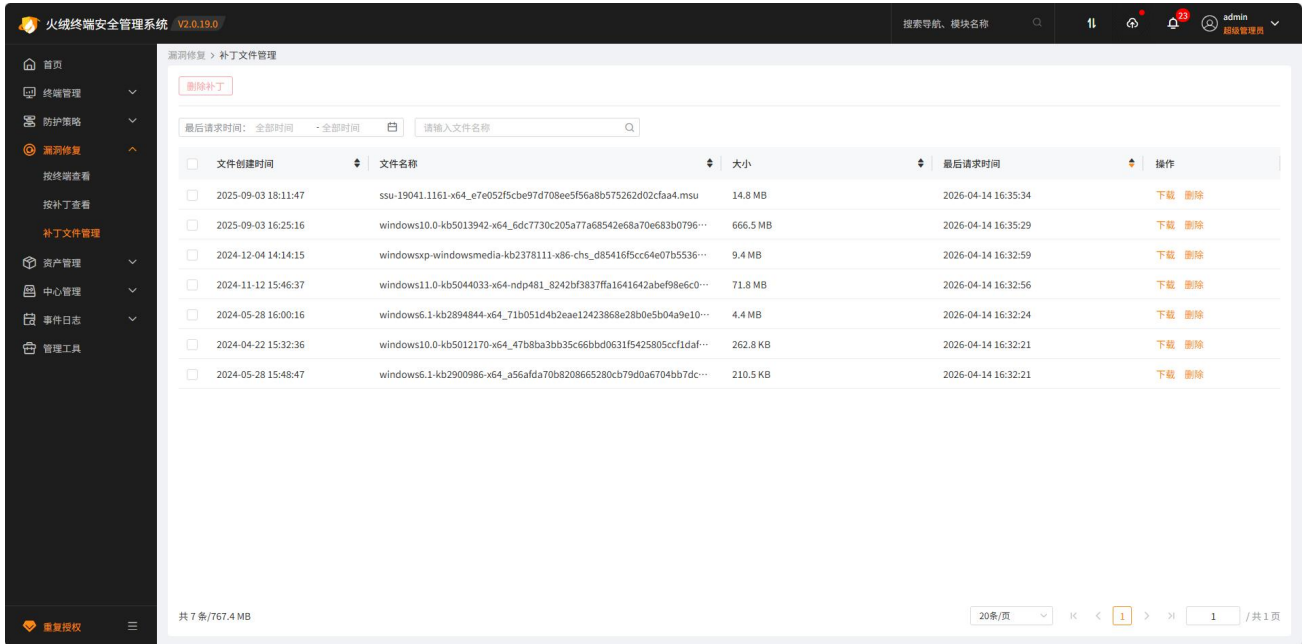 火绒终端安全管理系统 V2.0.19.0 搜索导航、模块名称 23 admin
超级管理员
漏洞修复 > 补丁文件管理
首页
终端管理
防护策略
漏洞修复
按终端查看
按补丁查看
补丁文件管理
资产管理
中心管理
事件日志
管理工具
重复授权
删除补丁
最后请求时间: 全部时间 - 全部时间 请输入文件名称
文件创建时间 文件名称 大小 最后请求时间 操作
2025-09-03 18:11:47 ssu-19041.1161-x64_e7e052f5cbe97d708ee5f56a8b575262d02cfaa4.msu 14.8 MB 2026-04-14 16:35:34 下载 删除
2025-09-03 16:25:16 windows10.0-kb5013942-x64_6dc7730c205a77a68542e68a70e683b0796··· 666.5 MB 2026-04-14 16:35:29 下载 删除
2024-12-04 14:14:15 windowsxp-windowsmedia-kb2378111-x86-chs_d85416f5cc64e07b5536··· 9.4 MB 2026-04-14 16:32:59 下载 删除
2024-11-12 15:46:37 windows11.0-kb5044033-x64-ndp481_8242bf3837ffa1641642abef98e6c0··· 71.8 MB 2026-04-14 16:32:56 下载 删除
2024-05-28 16:00:16 windows6.1-kb2894844-x64_71b051d4b2eae12423868e28b0e5b04a9e10··· 4.4 MB 2026-04-14 16:32:24 下载 删除
2024-04-22 15:32:36 windows10.0-kb5012170-x64_47b8ba3bb35c66bbd0631f5425805ccf1daf··· 262.8 KB 2026-04-14 16:32:21 下载 删除
2024-05-28 15:48:47 windows6.1-kb2900986-x64_a56afda70b8208665280cb79d0a6704bb7dc··· 210.5 KB 2026-04-14 16:32:21 下载 删除
共 7 条/767.4 MB 20条/页 1 1 / 共 1 页